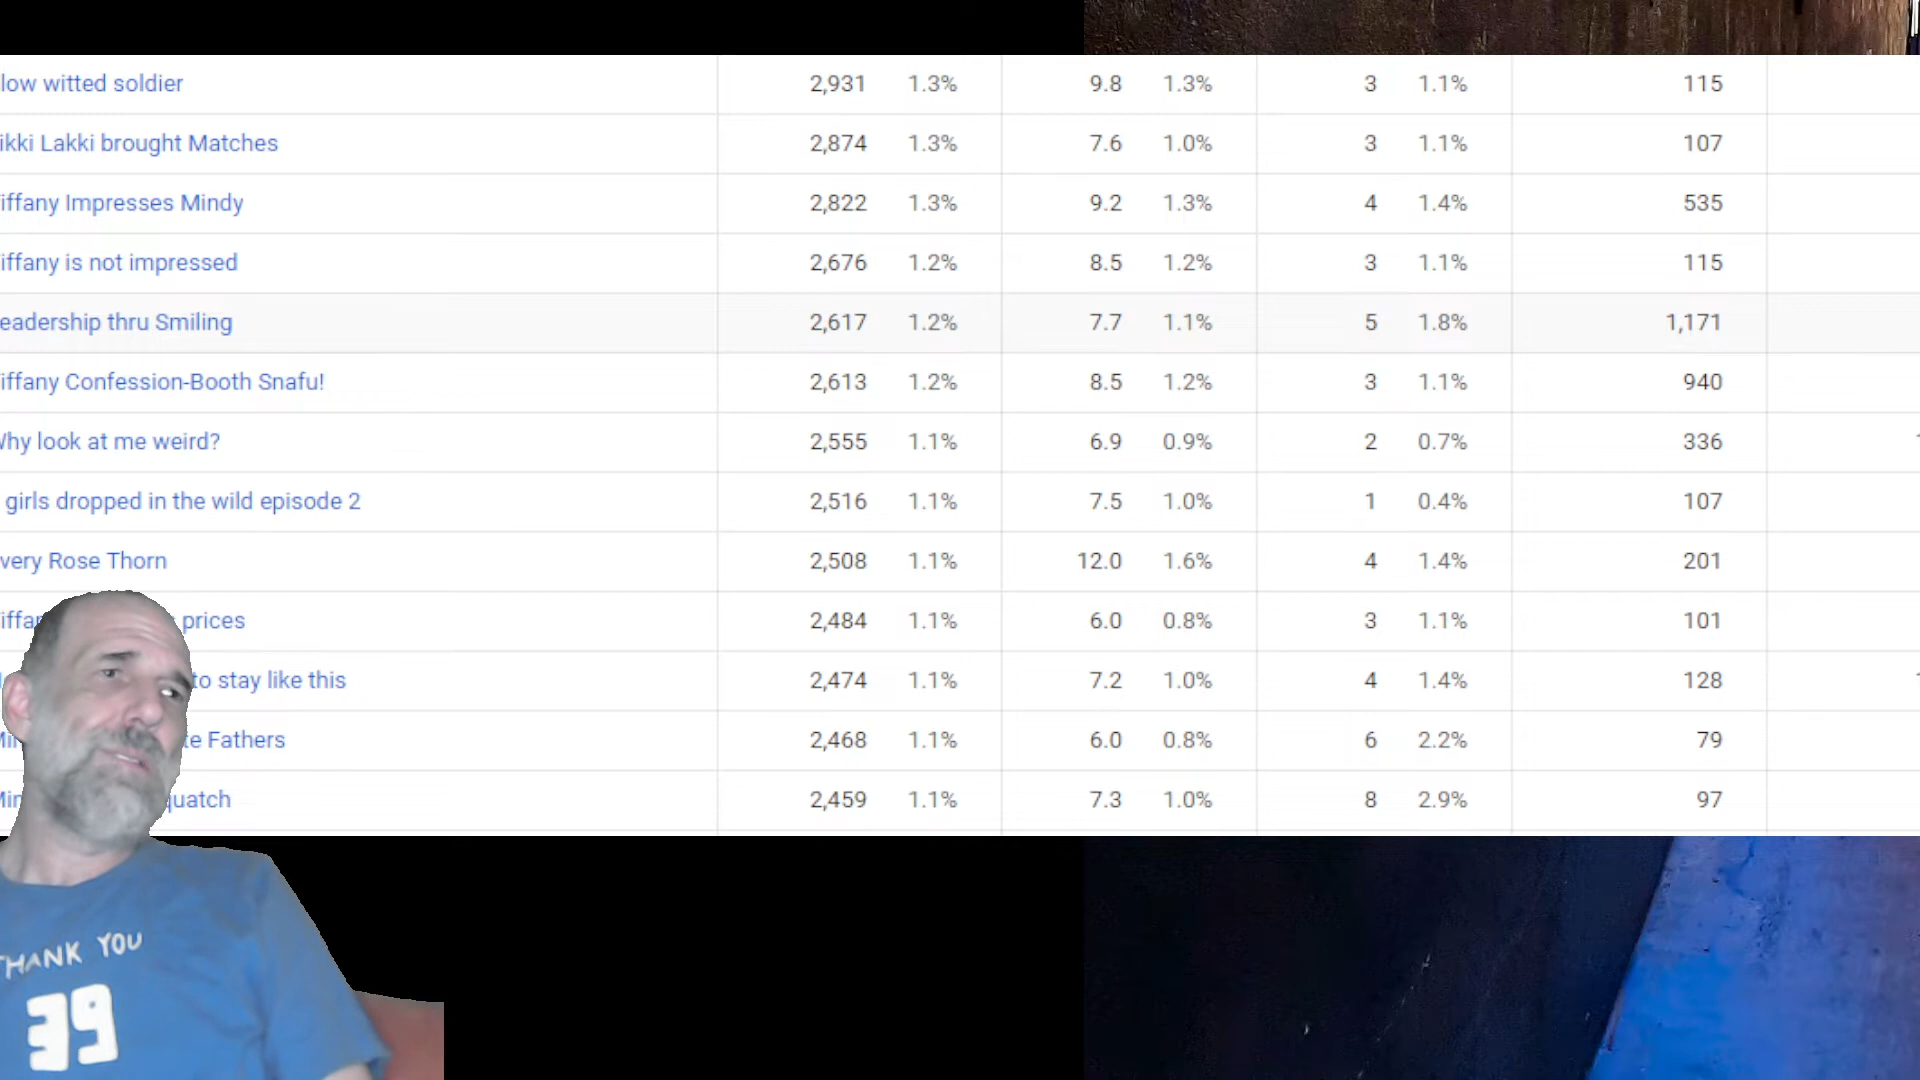 low witted soldier 2,931 1.3% 9.8 1.3% 3 1.1% 115
ikki Lakki brought Matches 2,874 1.3% 7.6 1.0% 3 1.1% 107
iffany Impresses Mindy 2,822 1.3% 9.2 1.3% 4 1.4% 535
iffany is not impressed 2,676 1.2% 8.5 1.2% 3 1.1% 115
eadership thru Smiling 2,617 1.2% 7.7 1.1% 5 1.8% 1,171
iffany Confession-Booth Snafu! 2,613 1.2% 8.5 1.2% 3 1.1% 940
Why look at me weird? 2,555 1.1% 6.9 0.9% 2 0.7% 336
girls dropped in the wild episode 2 2,516 1.1% 7.5 1.0% 1 0.4% 107
very Rose Thorn 2,508 1.1% 12.0 1.6% 4 1.4% 201
iffa prices 2,484 1.1% 6.0 0.8% 3 1.1% 101
to stay like this 2,474 1.1% 7.2 1.0% 4 1.4% 128
te Fathers 2,468 1.1% 6.0 0.8% 6 2.2% 79
quatch 2,459 1.1% 7.3 1.0% 8 2.9% 97
THANK YOU
39